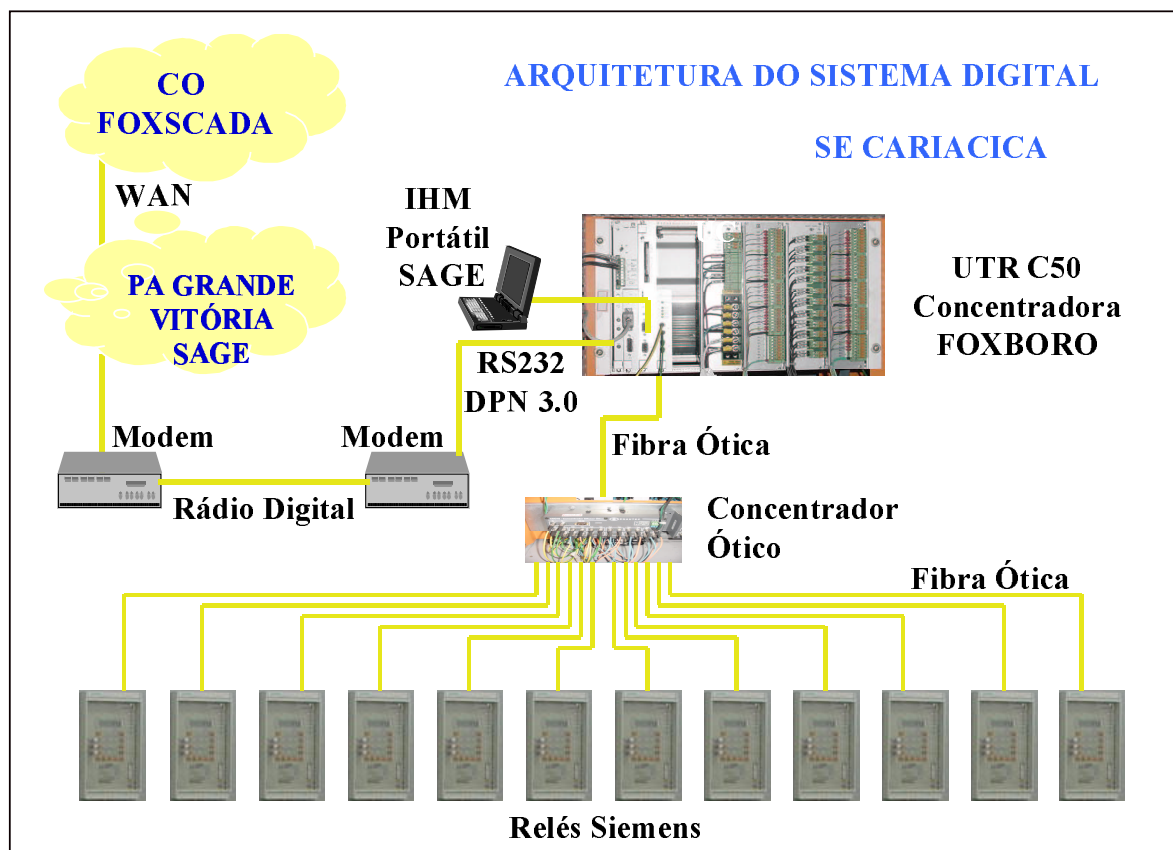 CO
FOXSCADA
ARQUITETURA DO SISTEMA DIGITAL
SE CARIACICA
WAN
IHM
Portátil
SAGE
PA GRANDE
VITÓRIA
SAGE
UTR C50
Concentradora
FOXBORO
RS232
DPN 3.0
Modem
Modem
Fibra Ótica
Rádio Digital
Concentrador
Ótico
Fibra Ótica
Relés Siemens